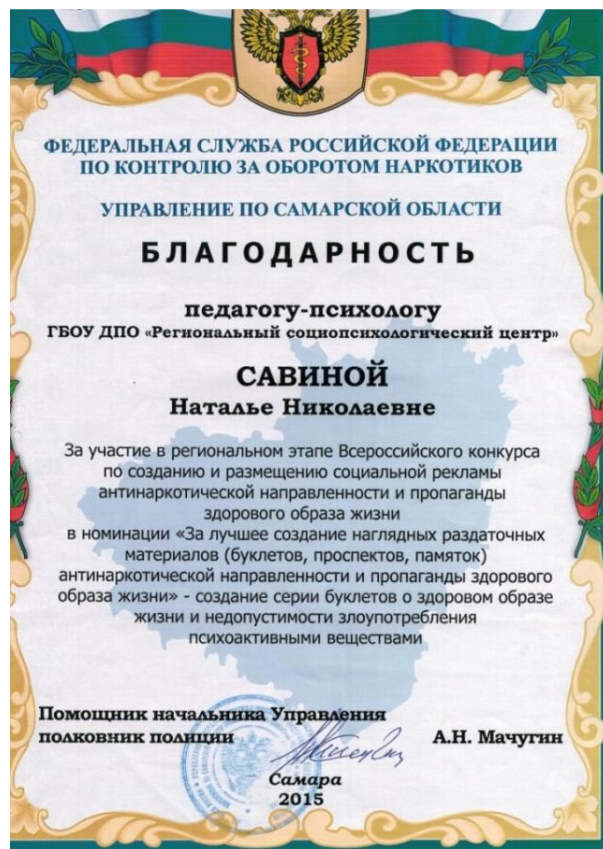 ФЕДЕРАЛЬНАЯ СЛУЖБА РОССИЙСКОЙ ФЕДЕРАЦИИ
ПО КОНТРОЛЮ ЗА ОБОРОТОМ НАРКОТИКОВ
УПРАВЛЕНИЕ ПО САМАРСКОЙ ОБЛАСТИ
БЛАГОДАРНОСТЬ
педагогу-психологу
ГБОУ ДПО «Региональный социопсихологический центр»
САВИНОЙ
Наталье Николаевне
За участие в региональном этапе Всероссийского конкурса
по созданию и размещению социальной рекламы
антинаркотической направленности и пропаганды
здорового образа жизни
в номинации «За лучшее создание наглядных раздаточных
материалов (буклетов, проспектов, памяток)
антинаркотической направленности и пропаганды здорового
образа жизни» - создание серии буклетов о здоровом образе
жизни и недопустимости злоупотребления
психоактивными веществами
Помощник начальника Управления
полковник полиции А.Н. Мачугин
Самара
2015